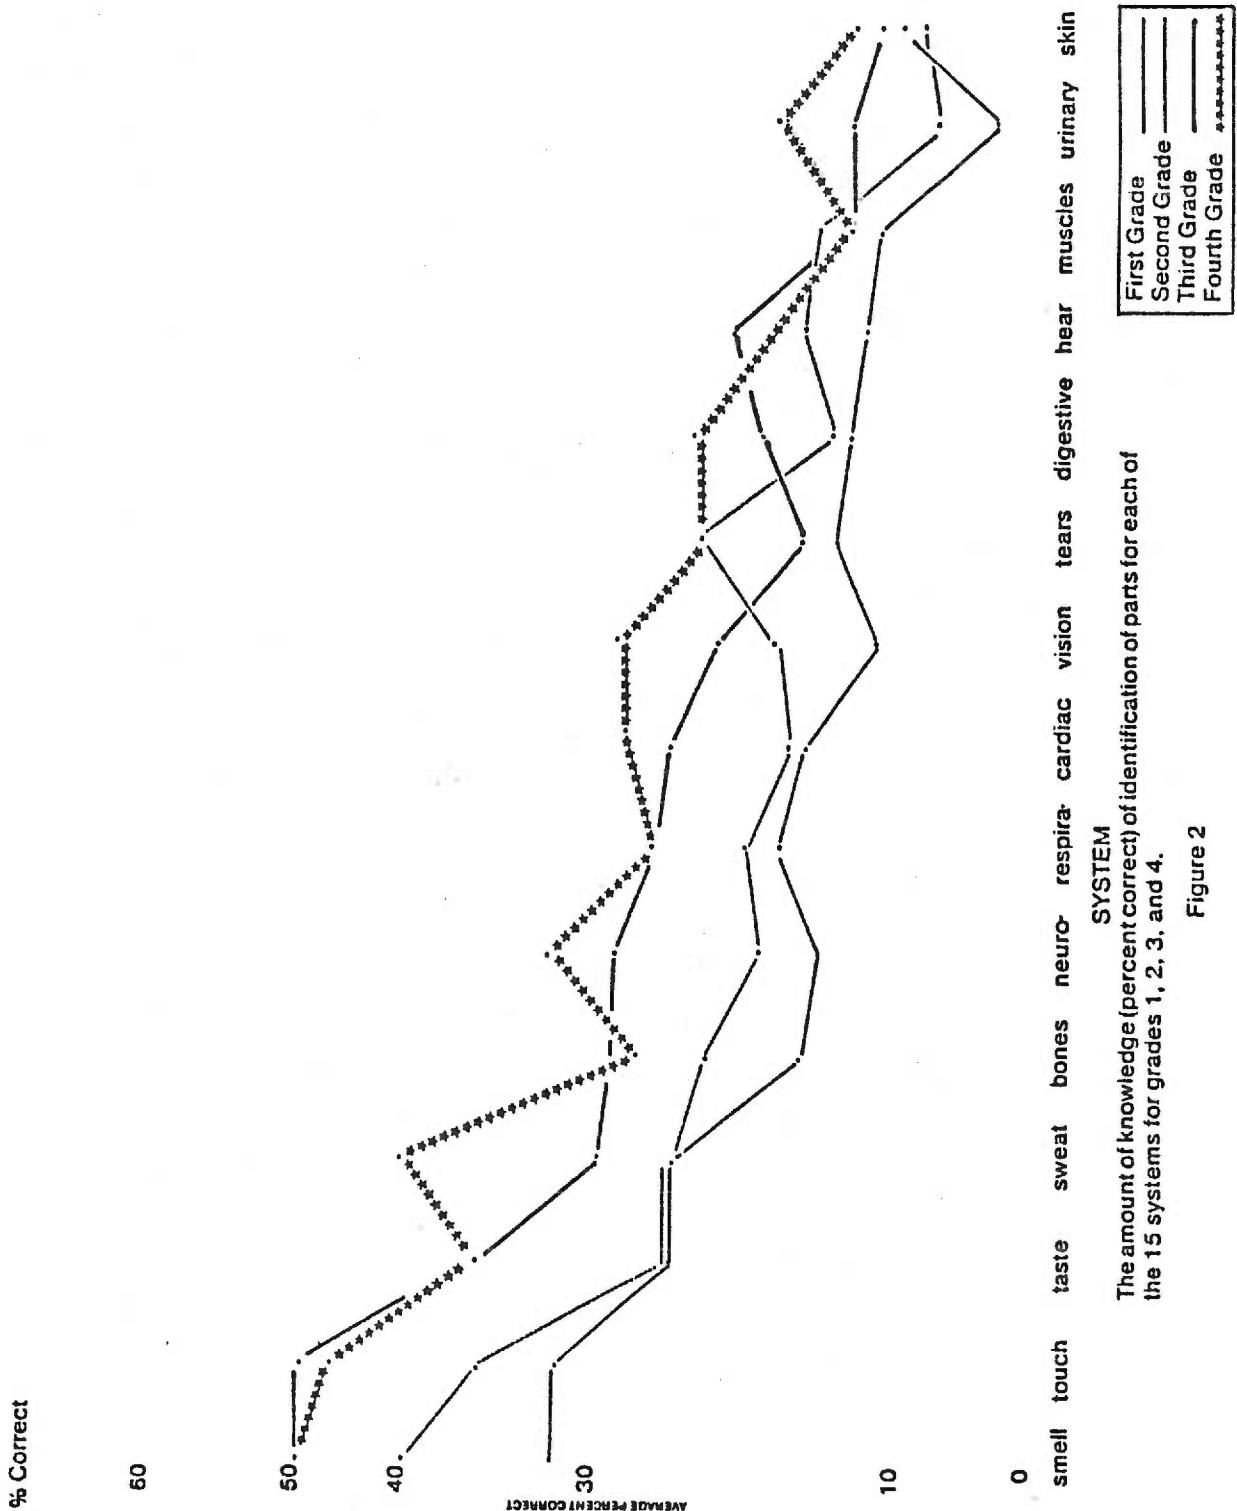 % Correct
60
50
40
30
10
0
AVERAGE PERCENT CORRECT
smell touch taste sweat bones neuro- respira- cardiac vision tears digestive hear muscles urinary skin
SYSTEM
The amount of knowledge (percent correct) of identification of parts for each of
the 15 systems for grades 1, 2, 3, and 4.
Figure 2
First Grade
Second Grade
Third Grade
Fourth Grade